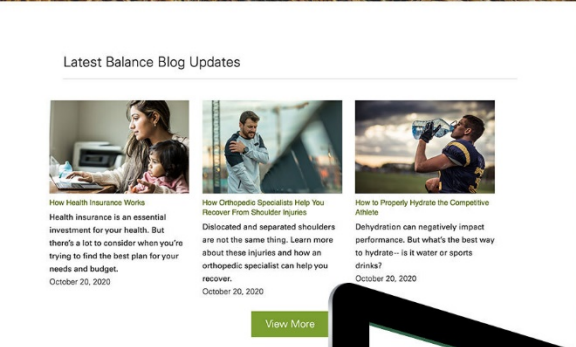 Latest Balance Blog Updates
How Health Insurance Works
Health insurance is an essential
investment for your health. But
there's a lot to consider when you're
trying to find the best plan for your
needs and budget.
October 20, 2020
How Orthopedic Specialists Help You
Recover From Shoulder Injuries
Dislocated and separated shoulders
are not the same thing. Learn more
about these injuries and how an
orthopedic specialist can help you
recover.
October 20, 2020
How to Properly Hydrate the Competitive
Athlete
Dehydration can negatively impact
performance. But what's the best way
to hydrate-- is it water or sports
drinks?
October 20, 2020
View More